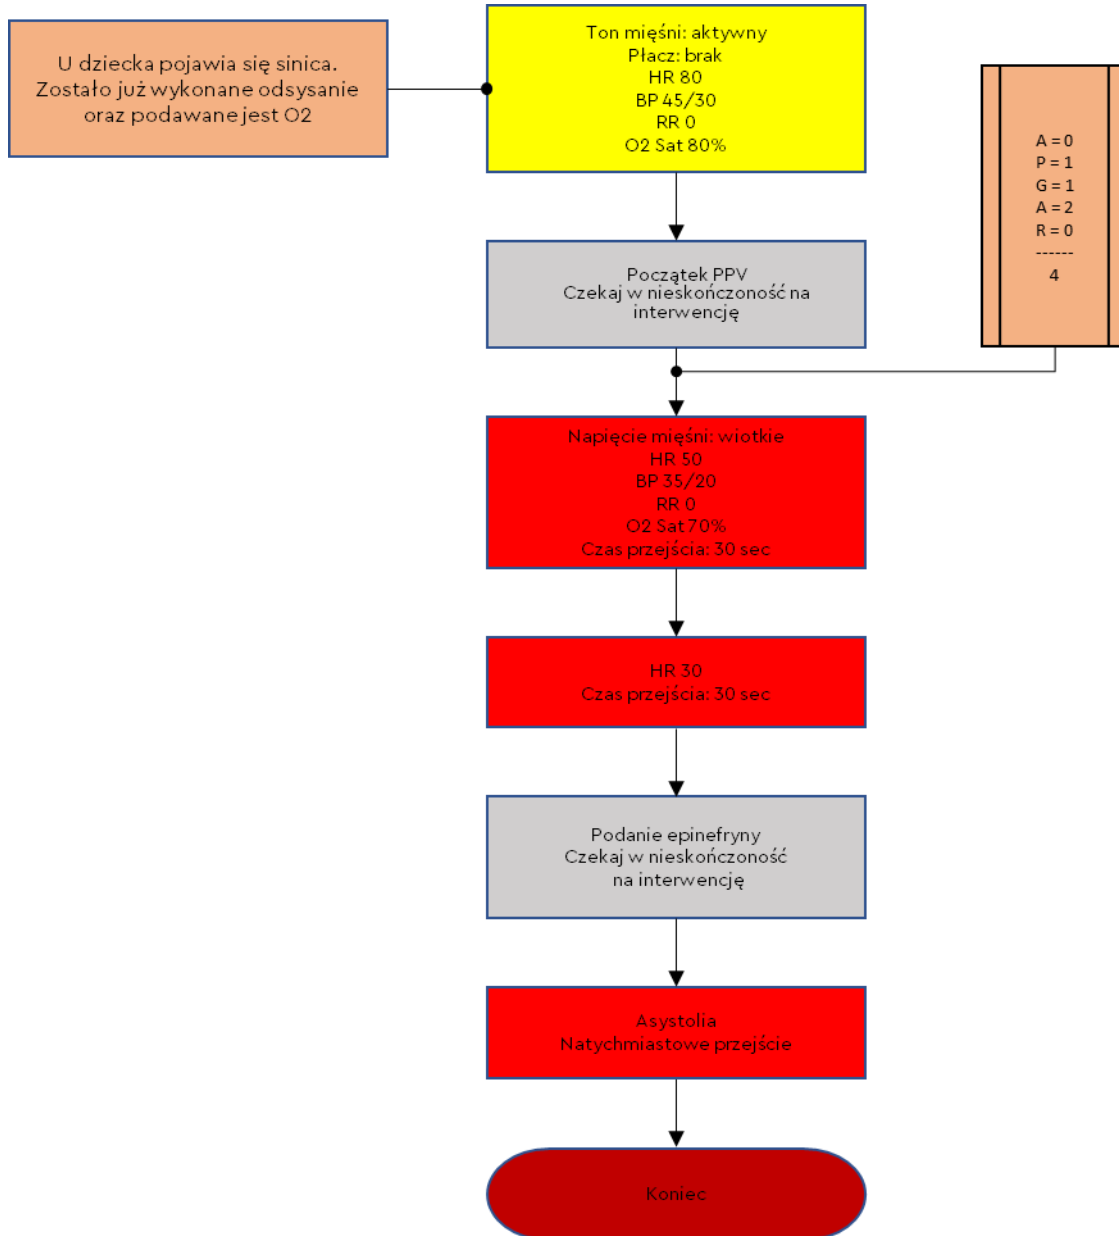 U dziecka pojawia się sinica.
Zostało już wykonane odsysanie
oraz podawane jest O2
Ton mięśni: aktywny
Płacz: brak
HR 80
BP 45/30
RR 0
O2 Sat 80%
A = 0
P = 1
G = 1
A = 2
R = 0
------
4
Początek PPV
Czekaj w nieskończoność na
interwencję
Napięcie mięśni: wiotkie
HR 50
BP 35/20
RR 0
O2 Sat 70%
Czas przejścia: 30 sec
HR 30
Czas przejścia: 30 sec
Podanie epinefryny
Czekaj w nieskończoność
na interwencję
Asystolia
Natychmiastowe przejście
Koniec